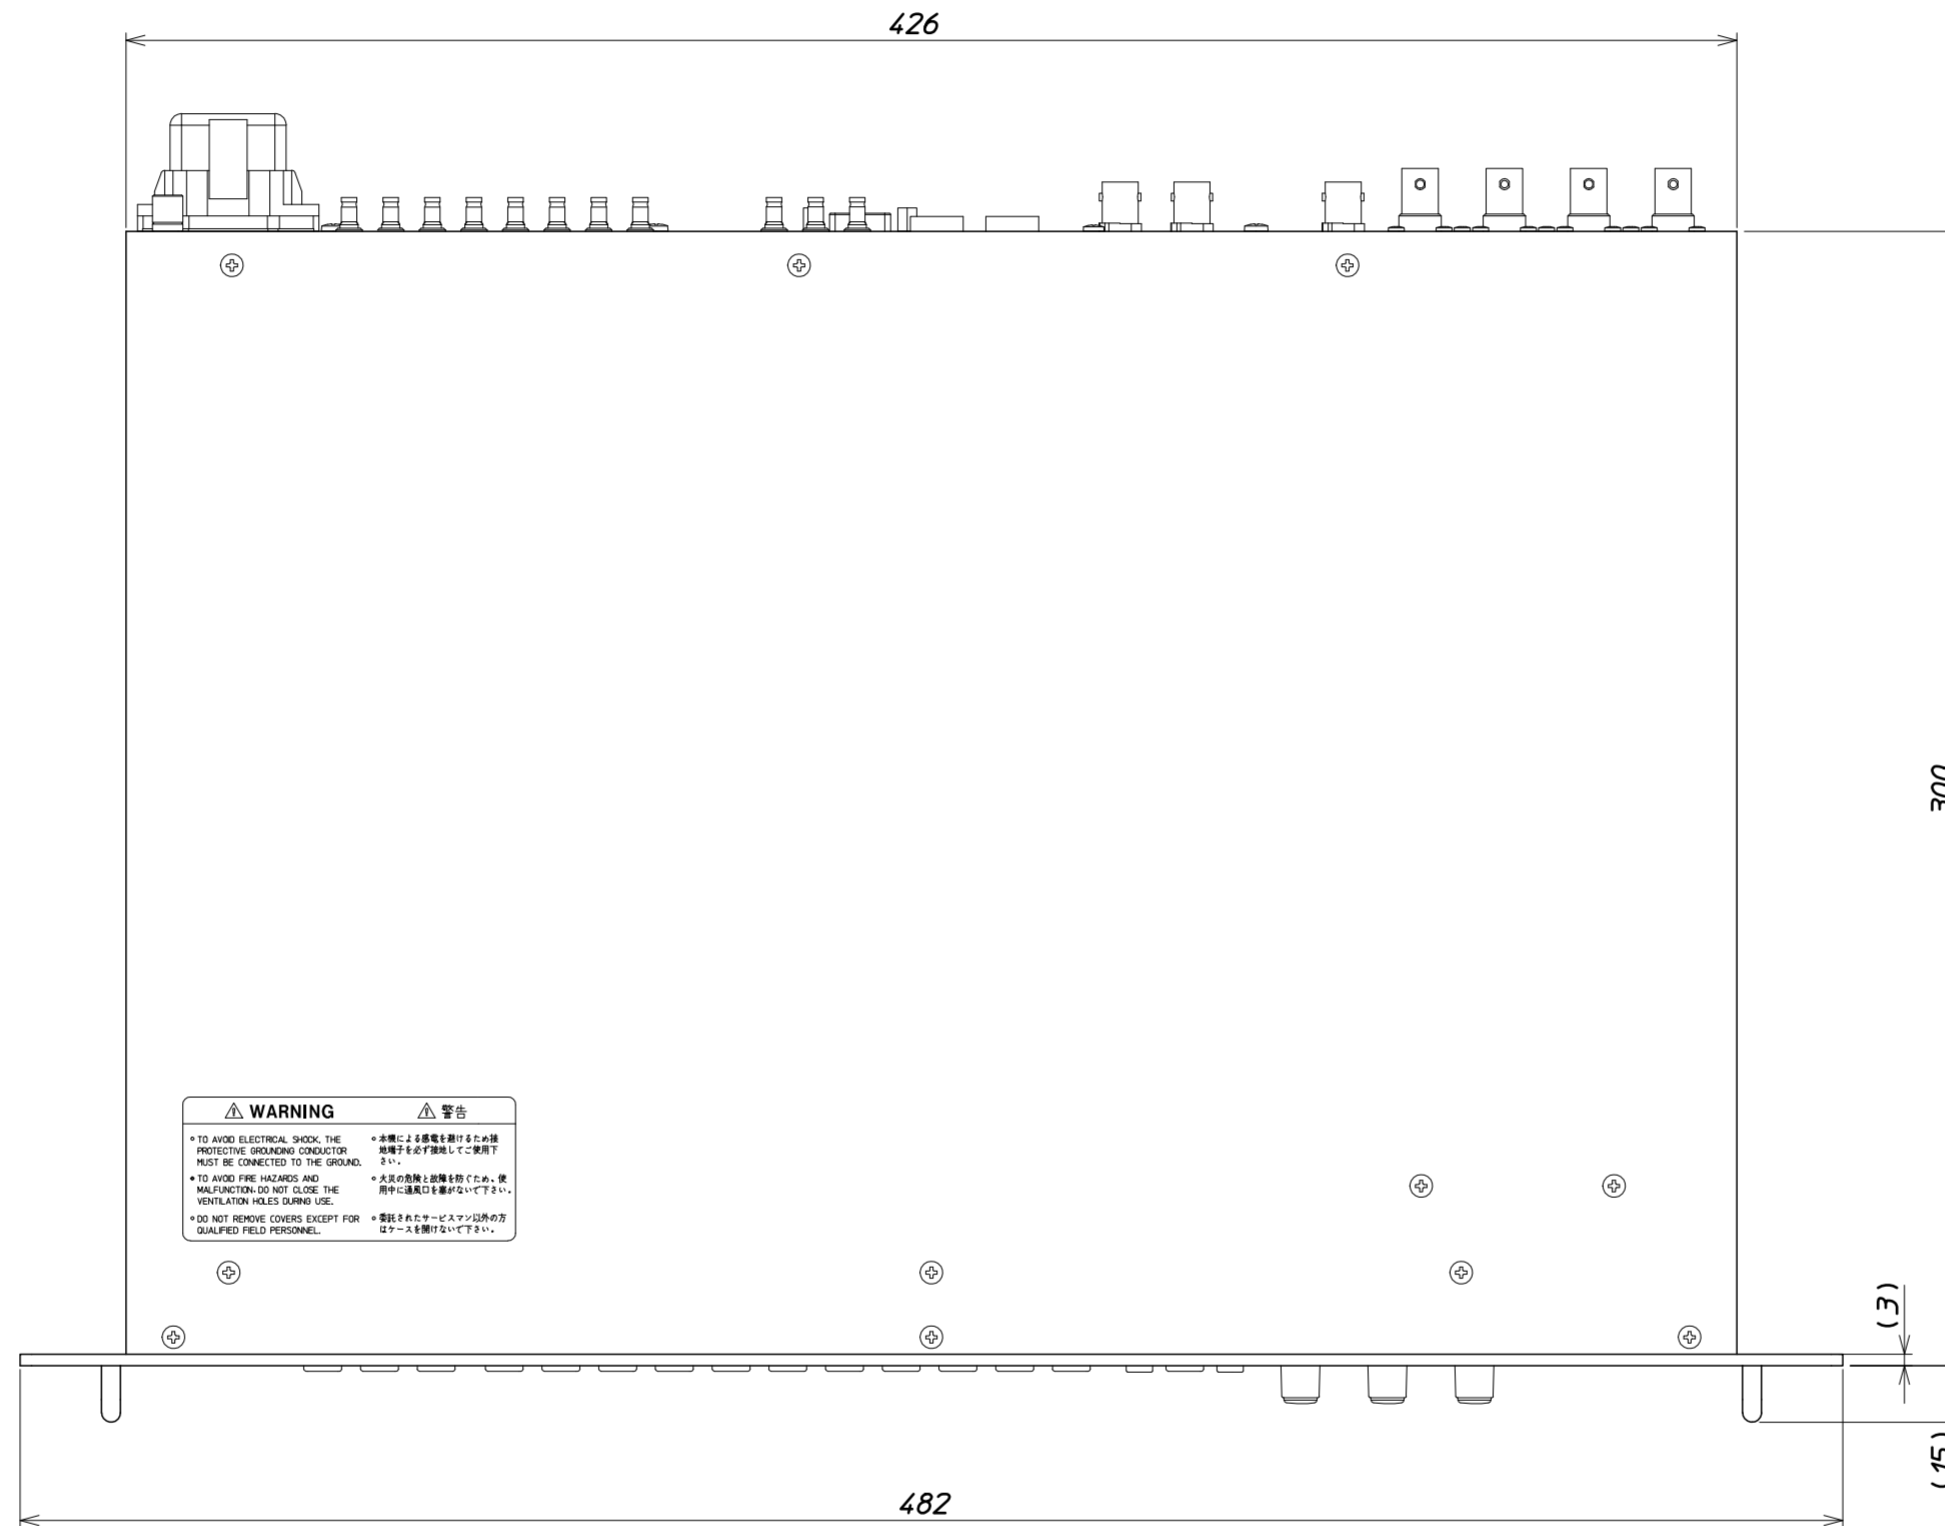 426
300
WARNING
警告
° TO AVOID ELECTRICAL SHOCK, THE
PROTECTIVE GROUNDING CONDUCTOR
MUST BE CONNECTED TO THE GROUND.
• TO AVOID FIRE HAZARDS AND
MALFUNCTION. DO NOT CLOSE THE
VENTILATION HOLES DURING USE.
° DO NOT REMOVE COVERS EXCEPT FOR
QUALIFIED FIELD PERSONNEL.
° 本機による感電を避けるため接
地端子を必ず接地してご使用下
さい。
° 火災の危険と故障を防ぐため、使
用中に通風口を塞がないで下さい。
° 委託されたサービスマン以外の方
はケースを開けないで下さい。
(3)
(15)
482